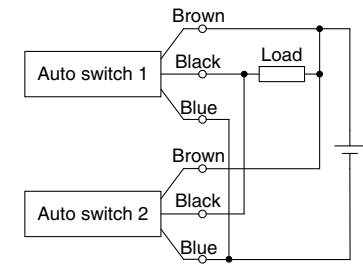 Brown
Auto switch 1
Black
Load
Blue
Brown
Auto switch 2
Black
Blue